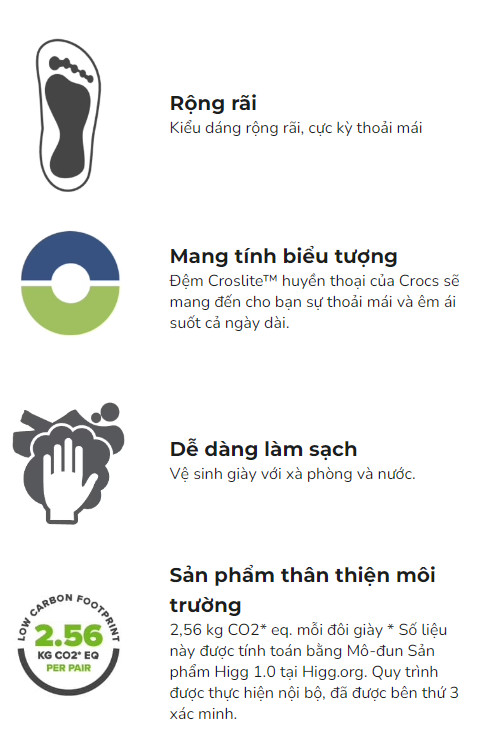 Rộng rãi
Kiểu dáng rộng rãi, cực kỳ thoải mái
Mang tính biểu tượng
Đệm Croslite™ huyền thoại của Crocs sẽ
mang đến cho bạn sự thoải mái và êm ái
suốt cả ngày dài.
Dễ dàng làm sạch
Vệ sinh giày với xà phòng và nước.
Sản phẩm thân thiện môi
trường
2,56 kg CO2* eq. mỗi đôi giày * Số liệu
này được tính toán bằng Mô-đun Sản
phẩm Higg 1.0 tại Higg.org. Quy trình
được thực hiện nội bộ, đã được bên thứ 3
xác minh.
LOW CARBON FOOTPRINT
2.56
KG CO2* EQ
PER PAIR